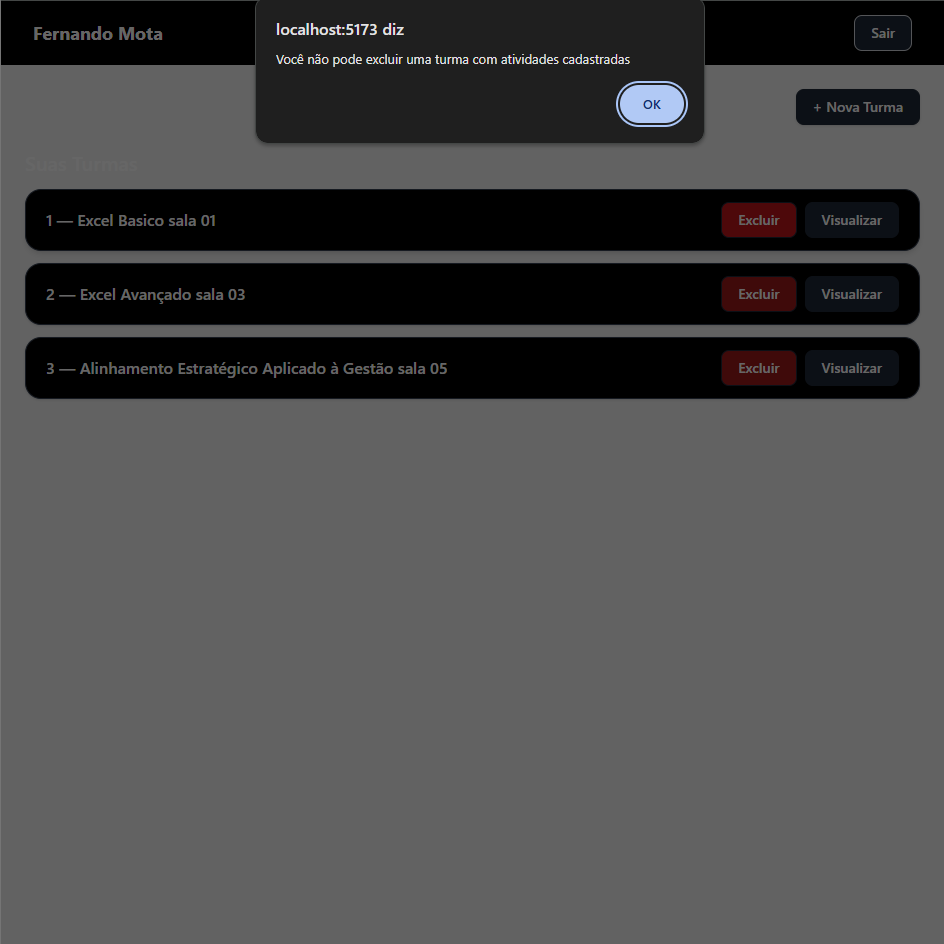 Fernando Mota
localhost:5173 diz
Você não pode excluir uma turma com atividades cadastradas
OK
Sair
+ Nova Turma
Suas Turmas
1 — Excel Basico sala 01
Excluir
Visualizar
2 — Excel Avançado sala 03
Excluir
Visualizar
3 — Alinhamento Estratégico Aplicado à Gestão sala 05
Excluir
Visualizar